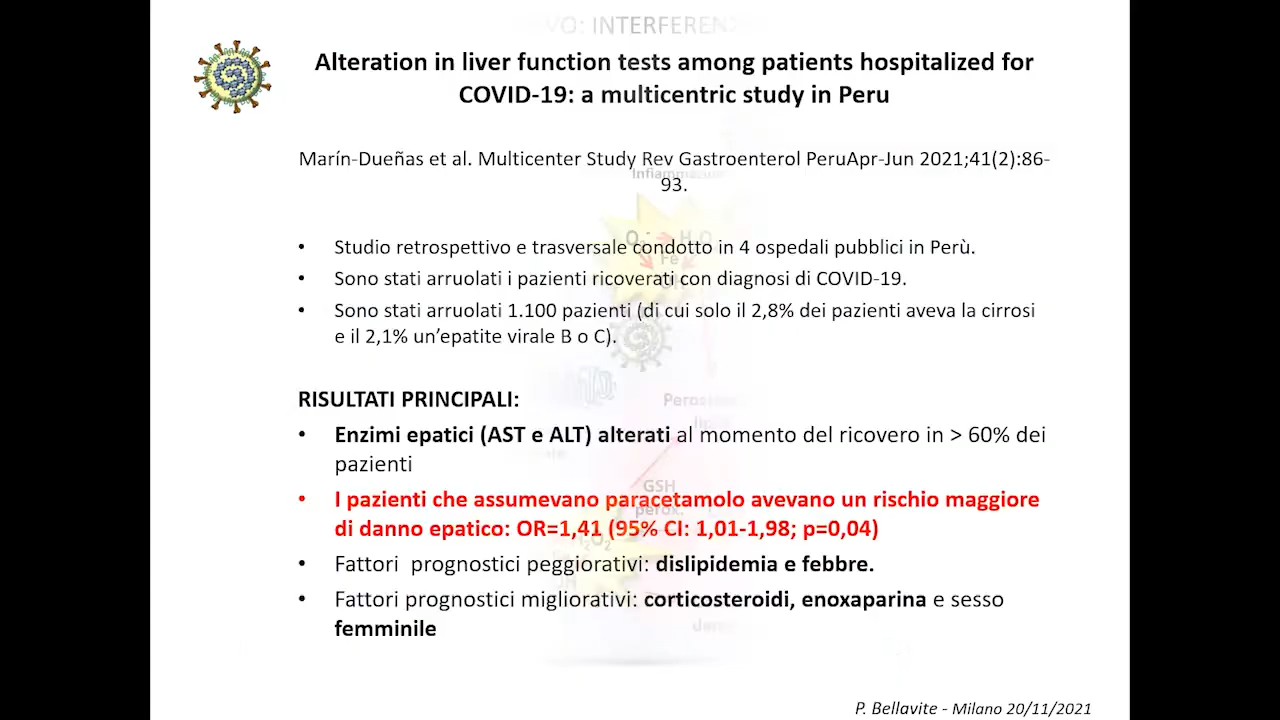 VO: INTERFEREN
Alteration in liver function tests among patients hospitalized for
COVID-19: a multicentric study in Peru
Marín-Dueñas et al. Multicenter Study Rev Gastroenterol PeruApr-Jun 2021;41(2):86-
93.
Infiammazion
• Studio retrospettivo e trasversale condotto in 4 ospedali pubblici in Perù.
• Sono stati arruolati i pazienti ricoverati con diagnosi di COVID-19.
• Sono stati arruolati 1.100 pazienti (di cui solo il 2,8% dei pazienti aveva la cirrosi
e il 2,1% un’epatite virale B o C).
RISULTATI PRINCIPALI:
• Enzimi epatici (AST e ALT) alterati al momento del ricovero in > 60% dei
pazienti
• I pazienti che assumevano paracetamolo avevano un rischio maggiore
di danno epatico: OR=1,41 (95% CI: 1,01-1,98; p=0,04)
GSH
perox.
• Fattori  prognostici peggiorativi: dislipidemia e febbre.
• Fattori prognostici migliorativi: corticosteroidi, enoxaparina e sesso
femminile
P. Bellavite - Milano 20/11/2021